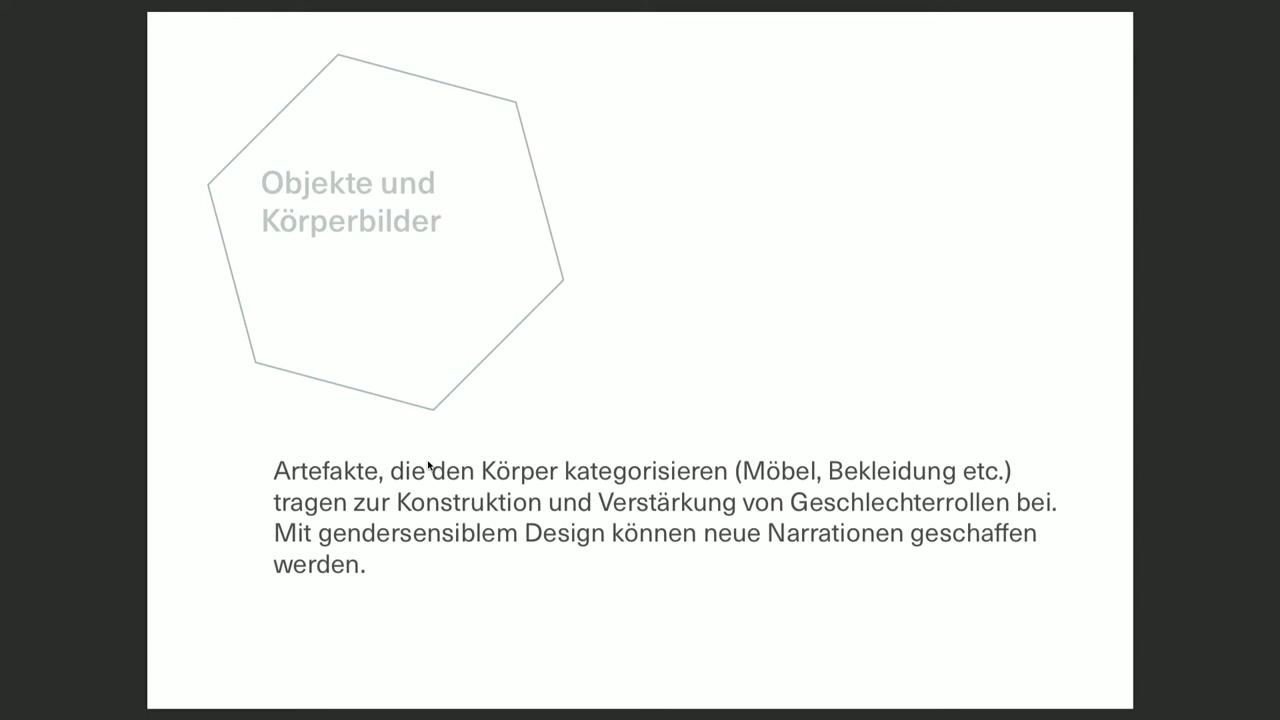 Objekte und
Körperbilder
Artefakte, die den Körper kategorisieren (Möbel, Bekleidung etc.)
tragen zur Konstruktion und Verstärkung von Geschlechterrollen bei.
Mit gendersensiblem Design können neue Narrationen geschaffen
werden.